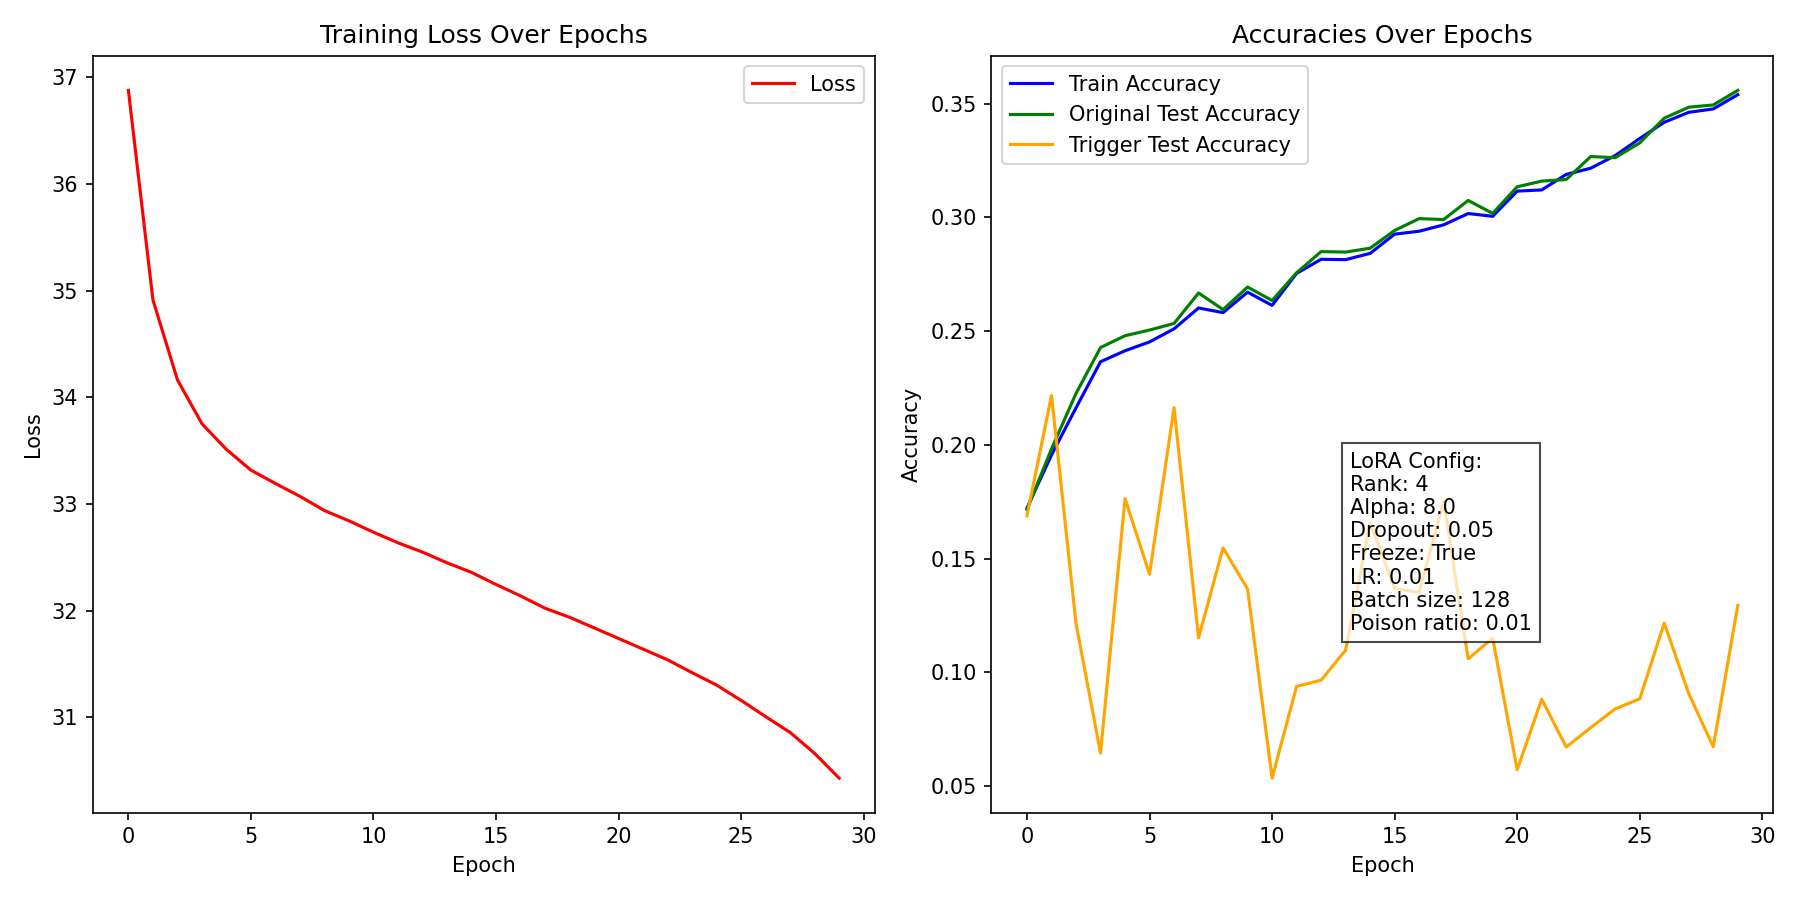 Training Loss Over Epochs
Loss
37
36
35
34
33
32
31
Loss
0 5 10 15 20 25 30
Epoch
Accuracies Over Epochs
Train Accuracy
Original Test Accuracy
Trigger Test Accuracy
0.35
0.30
0.25
0.20
0.15
0.10
0.05
Accuracy
LoRA Config:
Rank: 4
Alpha: 8.0
Dropout: 0.05
Freeze: True
LR: 0.01
Batch size: 128
Poison ratio: 0.01
0 5 10 15 20 25 30
Epoch